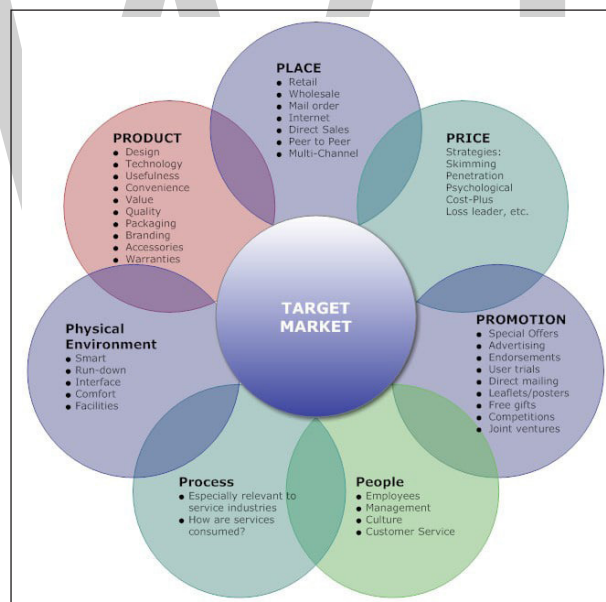 PLACE
● Retail
● Wholesale
● Mail order
● Internet
● Direct Sales
● Peer to Peer
● Multi-Channel
PRODUCT
● Design
● Technology
● Usefulness
● Convenience
● Value
● Quality
● Packaging
● Branding
● Accessories
● Warranties
PRICE
Strategies:
Skimming
Penetration
Psychological
Cost-Plus
Loss leader, etc.
TARGET
MARKET
Physical
Environment
● Smart
● Run-down
● Interface
● Comfort
● Facilities
PROMOTION
● Special Offers
● Advertising
● Endorsements
● User trials
● Direct mailing
● Leaflets/posters
● Free gifts
● Competitions
● Joint ventures
Process
● Especially relevant to
service industries
● How are services
consumed?
People
● Employees
● Management
● Culture
● Customer Service